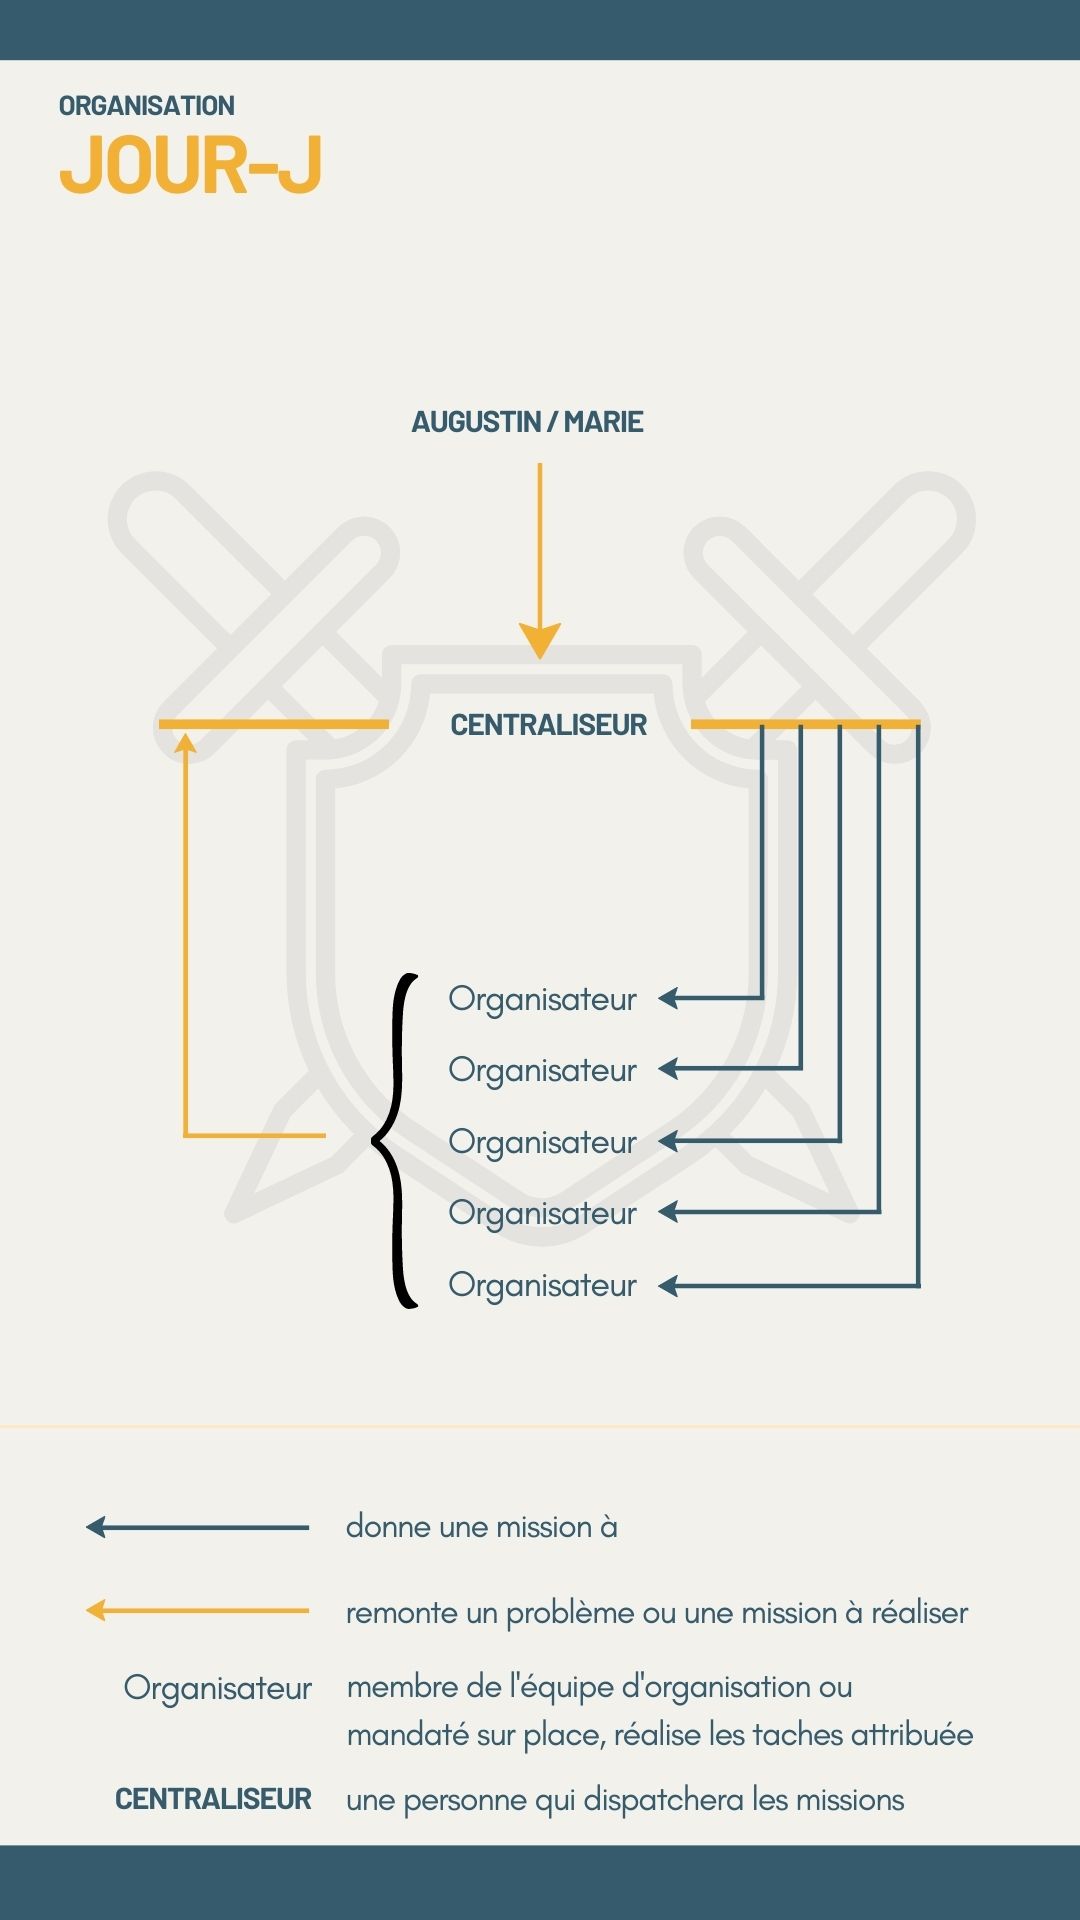 ORGANISATION
JOUR-J
AUGUSTIN / MARIE
CENTRALISEUR
Organisateur
Organisateur
Organisateur
Organisateur
Organisateur
donne une mission à
remonte un problème ou une mission à réaliser
Organisateur membre de l'équipe d'organisation ou
mandaté sur place, réalise les taches attribuée
CENTRALISEUR une personne qui dispatchera les missions